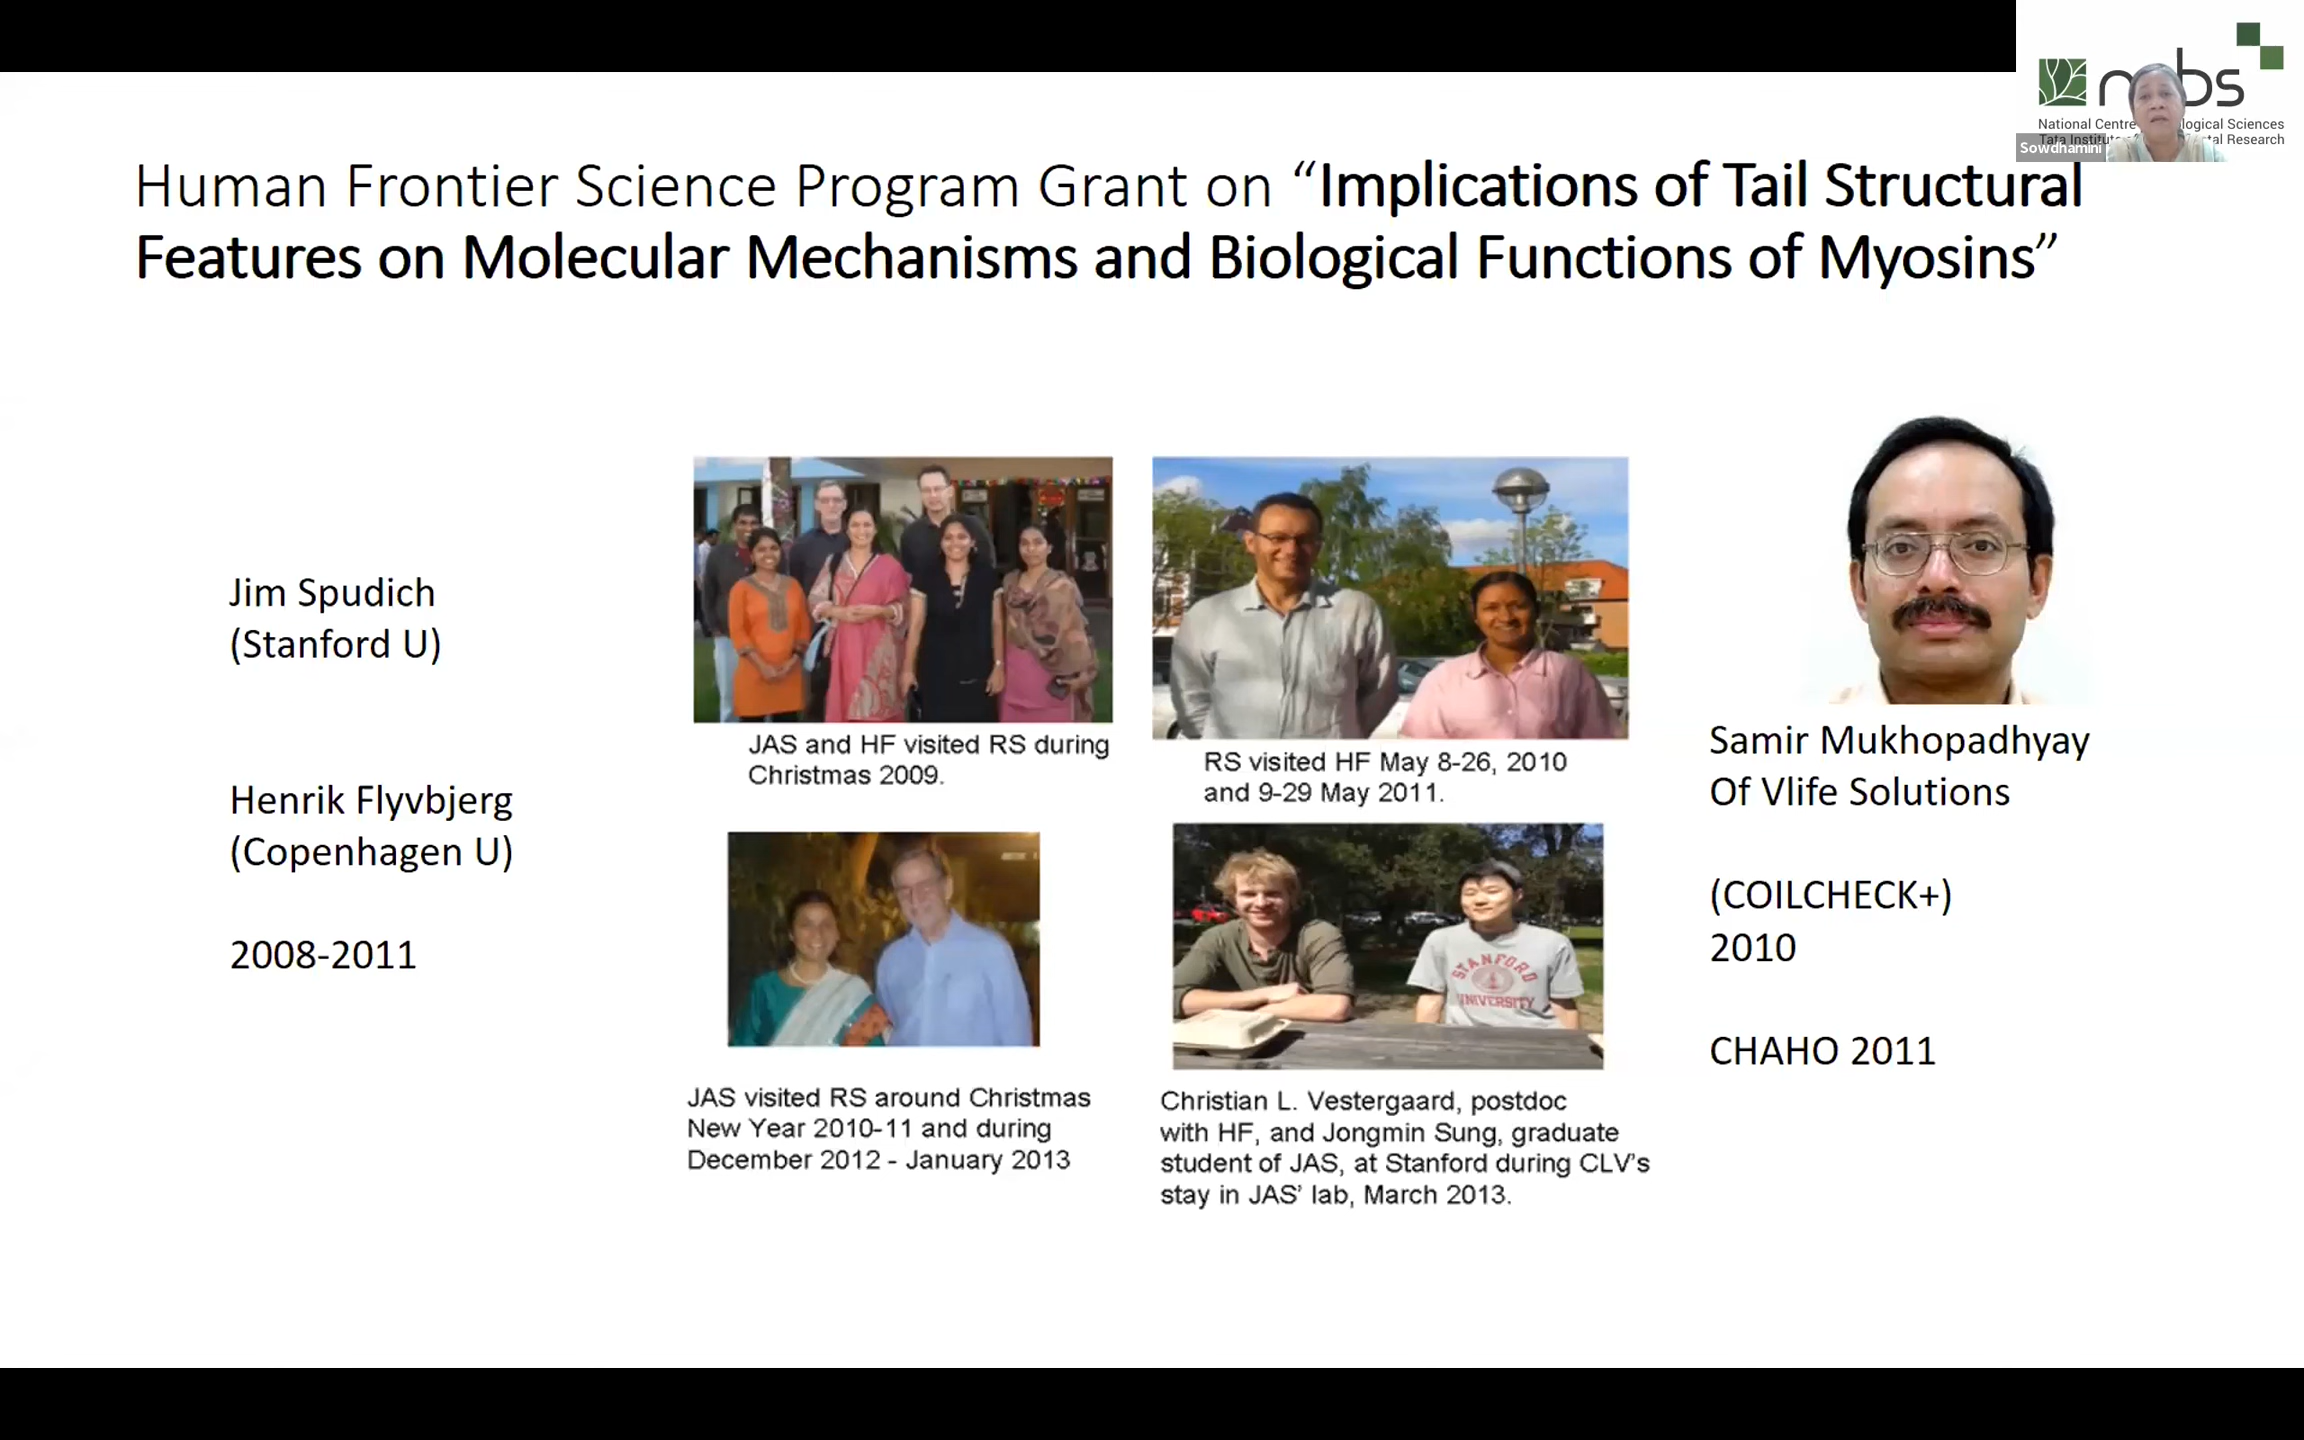 ncbs
National Centre logical Sciences
Tata Institute tal Research
Sowdhamini
Human Frontier Science Program Grant on “Implications of Tail Structural
Features on Molecular Mechanisms and Biological Functions of Myosins”
Jim Spudich
(Stanford U)
Henrik Flyvbjerg
(Copenhagen U)
2008-2011
JAS and HF visited RS during
Christmas 2009.
RS visited HF May 8-26, 2010
and 9-29 May 2011.
JAS visited RS around Christmas
New Year 2010-11 and during
December 2012 - January 2013
STANFORD
UNIVERSITY
Christian L. Vestergaard, postdoc
with HF, and Jongmin Sung, graduate
student of JAS, at Stanford during CLV's
stay in JAS' lab, March 2013.
Samir Mukhopadhyay
Of Vlife Solutions
(COILCHECK+)
2010
CHAHO 2011